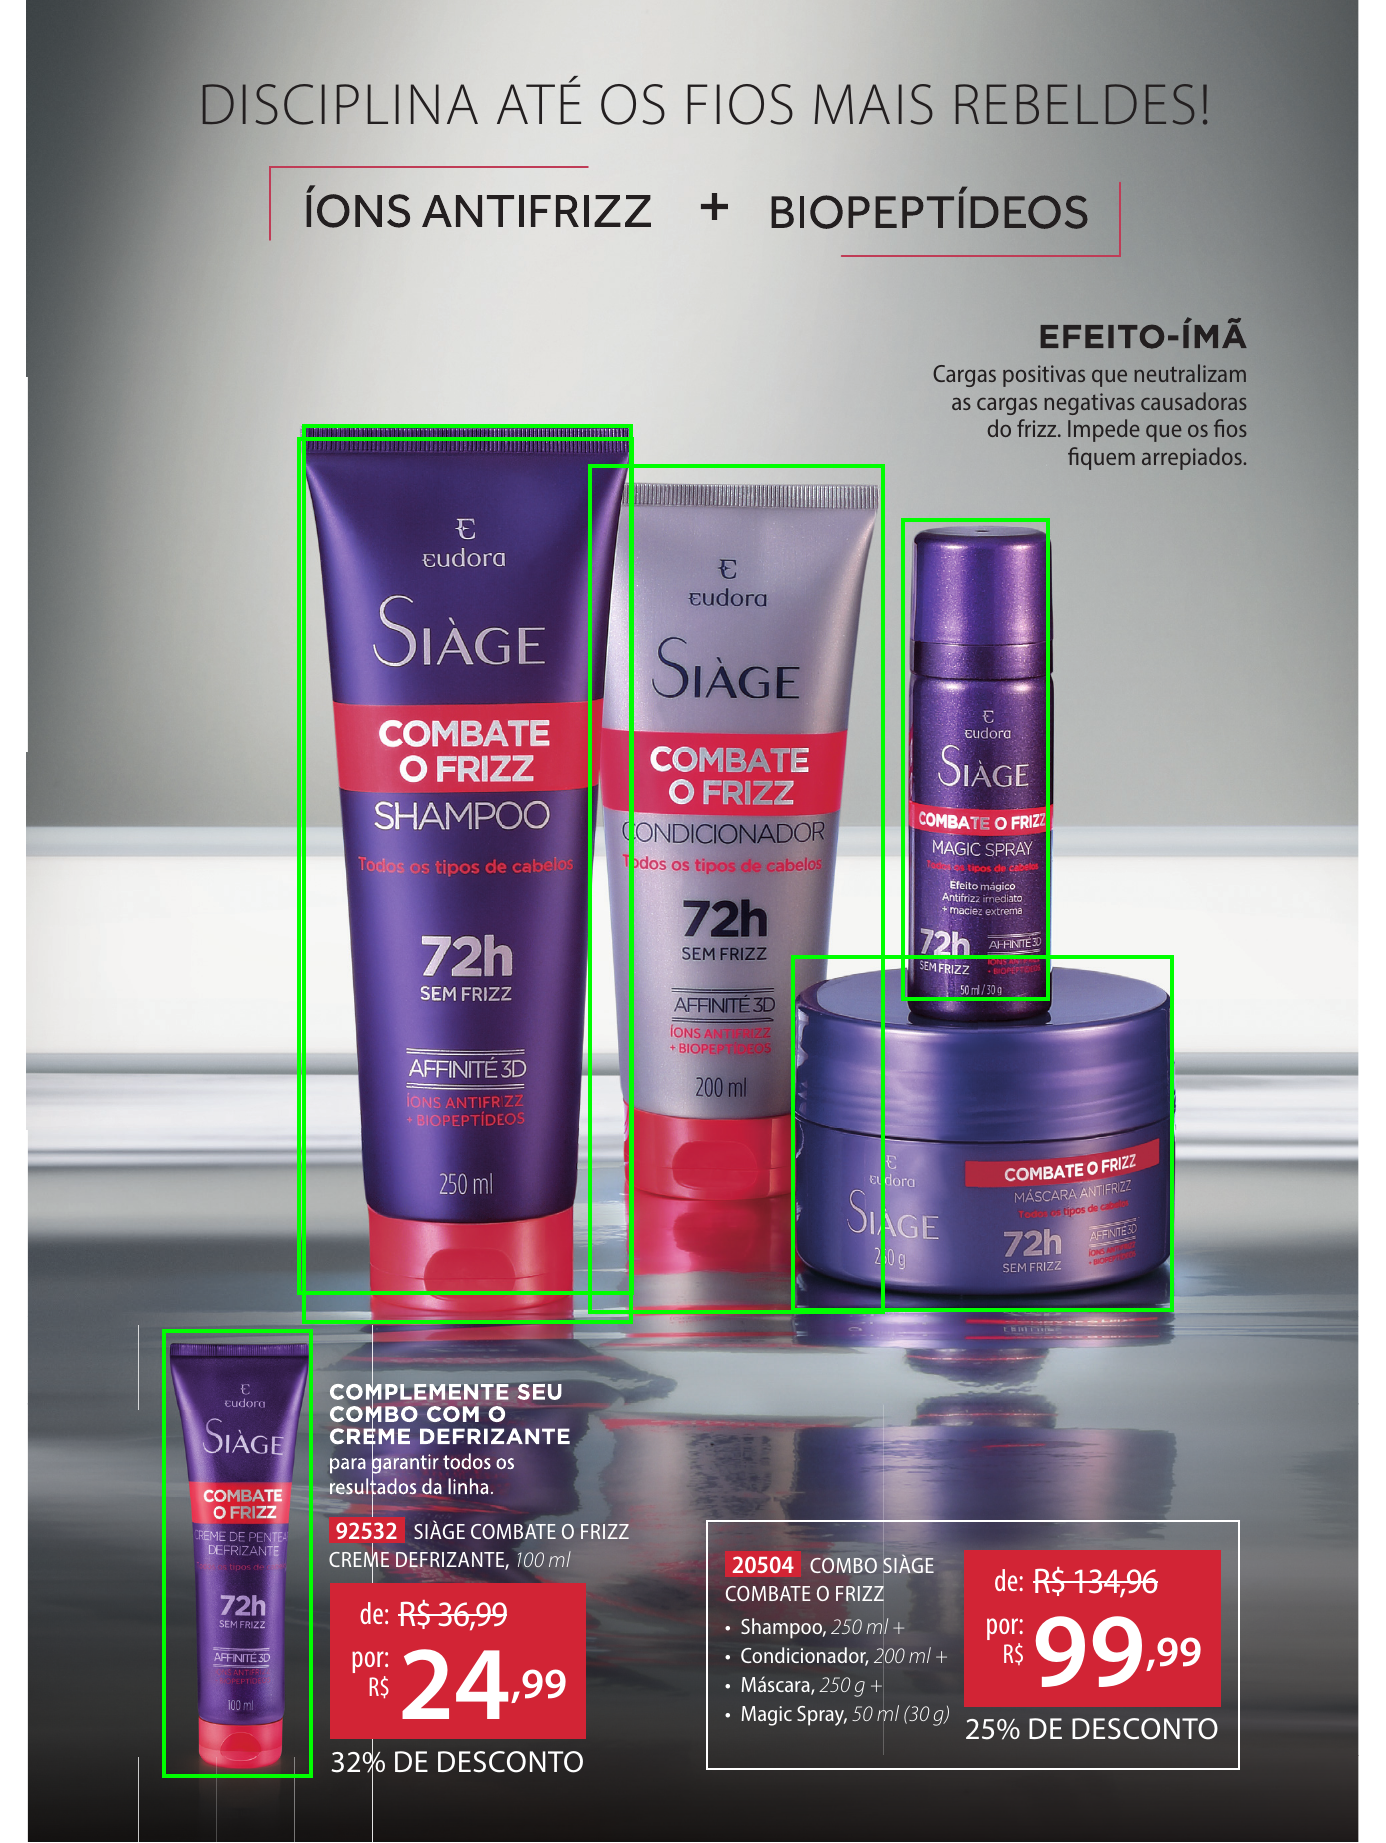 DISCIPLINA ATÉ OS FIOS MAIS REBELDES!
ÍONS ANTIFRIZZ + BIOPEPTÍDEOS
EFEITO-ÍMÃ
Cargas positivas que neutralizam
as cargas negativas causadoras
do frizz. Impede que os fios
fiquem arrepiados.
eudora
SIÀGE
COMBATE
O FRIZZ
SHAMPOO
Todos os tipos de cabelos
72h
SEM FRIZZ
AFFINITÉ 3D
ÍONS ANTIFRIZZ
+ BIOPEPTÍDEOS
250 ml
eudora
SIÀGE
COMBATE
O FRIZZ
CONDICIONADOR
Todos os tipos de cabelos
72h
SEM FRIZZ
AFFINITÉ 3D
ÍONS ANTIFRIZZ
+ BIOPEPTÍDEOS
200 ml
eudora
SIÀGE
COMBATE O FRIZZ
MAGIC SPRAY
Todos os tipos de cabelos
Efeito mágico
Antifrizz imediato
+ maciez extrema
72h
SEM FRIZZ
AFFINITÉ 3D
50 ml / 30 g
eudora
SIÀGE
250 g
COMBATE O FRIZZ
MÁSCARA ANTIFRIZZ
Todos os tipos de cabelos
72h
SEM FRIZZ
AFFINITÉ 3D
eudora
SIÀGE
COMBATE
O FRIZZ
CREME DE PENTEAR
DEFRIZANTE
72h
SEM FRIZZ
AFFINITÉ 3D
100 ml
COMPLEMENTE SEU
COMBO COM O
CREME DEFRIZANTE
para garantir todos os
resultados da linha.
92532 SIÀGE COMBATE O FRIZZ
CREME DEFRIZANTE, 100 ml
de: R$ 36,99
por: R$ 24,99
32% DE DESCONTO
20504 COMBO SIÀGE
COMBATE O FRIZZ
• Shampoo, 250 ml +
• Condicionador, 200 ml +
• Máscara, 250 g +
• Magic Spray, 50 ml (30 g)
de: R$ 134,96
por: R$ 99,99
25% DE DESCONTO